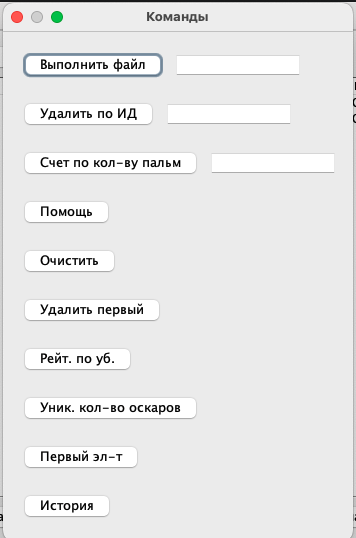 Команды
Выполнить файл
Удалить по ИД
Счет по кол-ву пальм
Помощь
Очистить
Удалить первый
Рейт. по уб.
Уник. кол-во оскаров
Первый эл-т
История